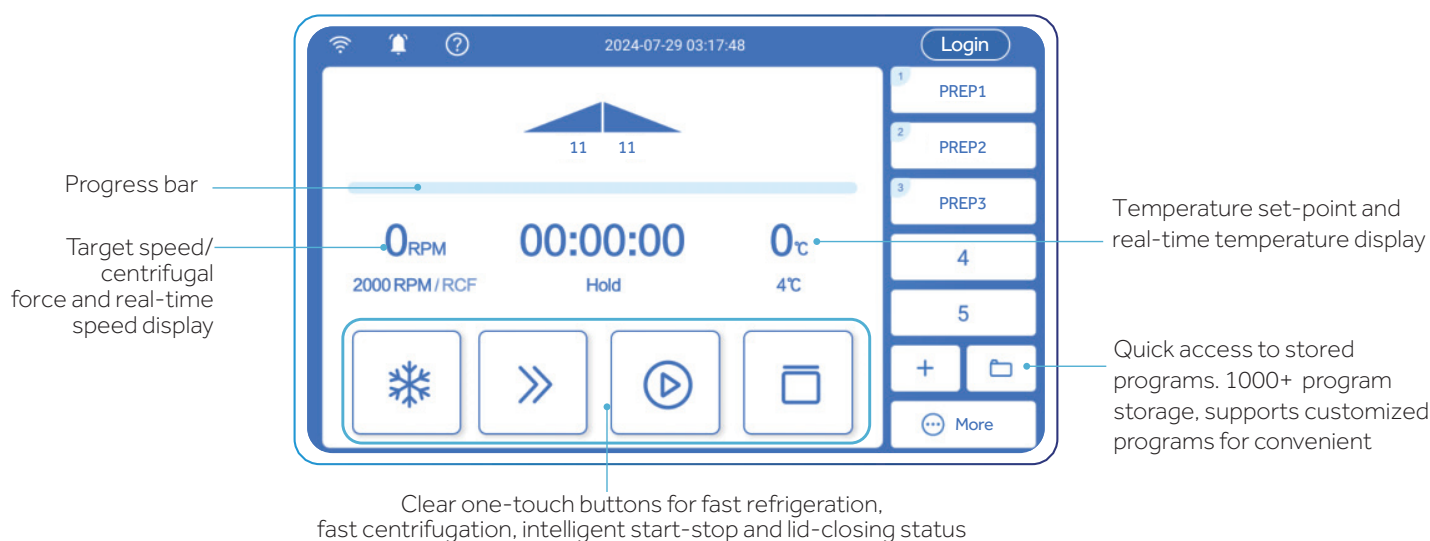 2024-07-29 03:17:48
Login
11 11
Progress bar
0RPM
00:00:00
0℃
2000 RPM / RCF
Hold
4℃
Target speed/
centrifugal
force and real-time
speed display
1
PREP1
2
PREP2
3
PREP3
4
5
+
More
Temperature set-point and
real-time temperature display
Quick access to stored
programs. 1000+ program
storage, supports customized
programs for convenient
Clear one-touch buttons for fast refrigeration,
fast centrifugation, intelligent start-stop and lid-closing status